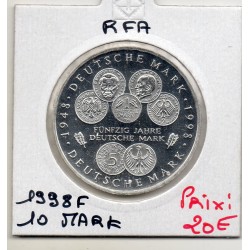 RFA
1948 · DEUTSCHE MARK · 1998
FÜNFZIG JAHRE
DEUTSCHE MARK
DEUTSCHE MARK
5
1998F
10 MARK
Prix:
20€